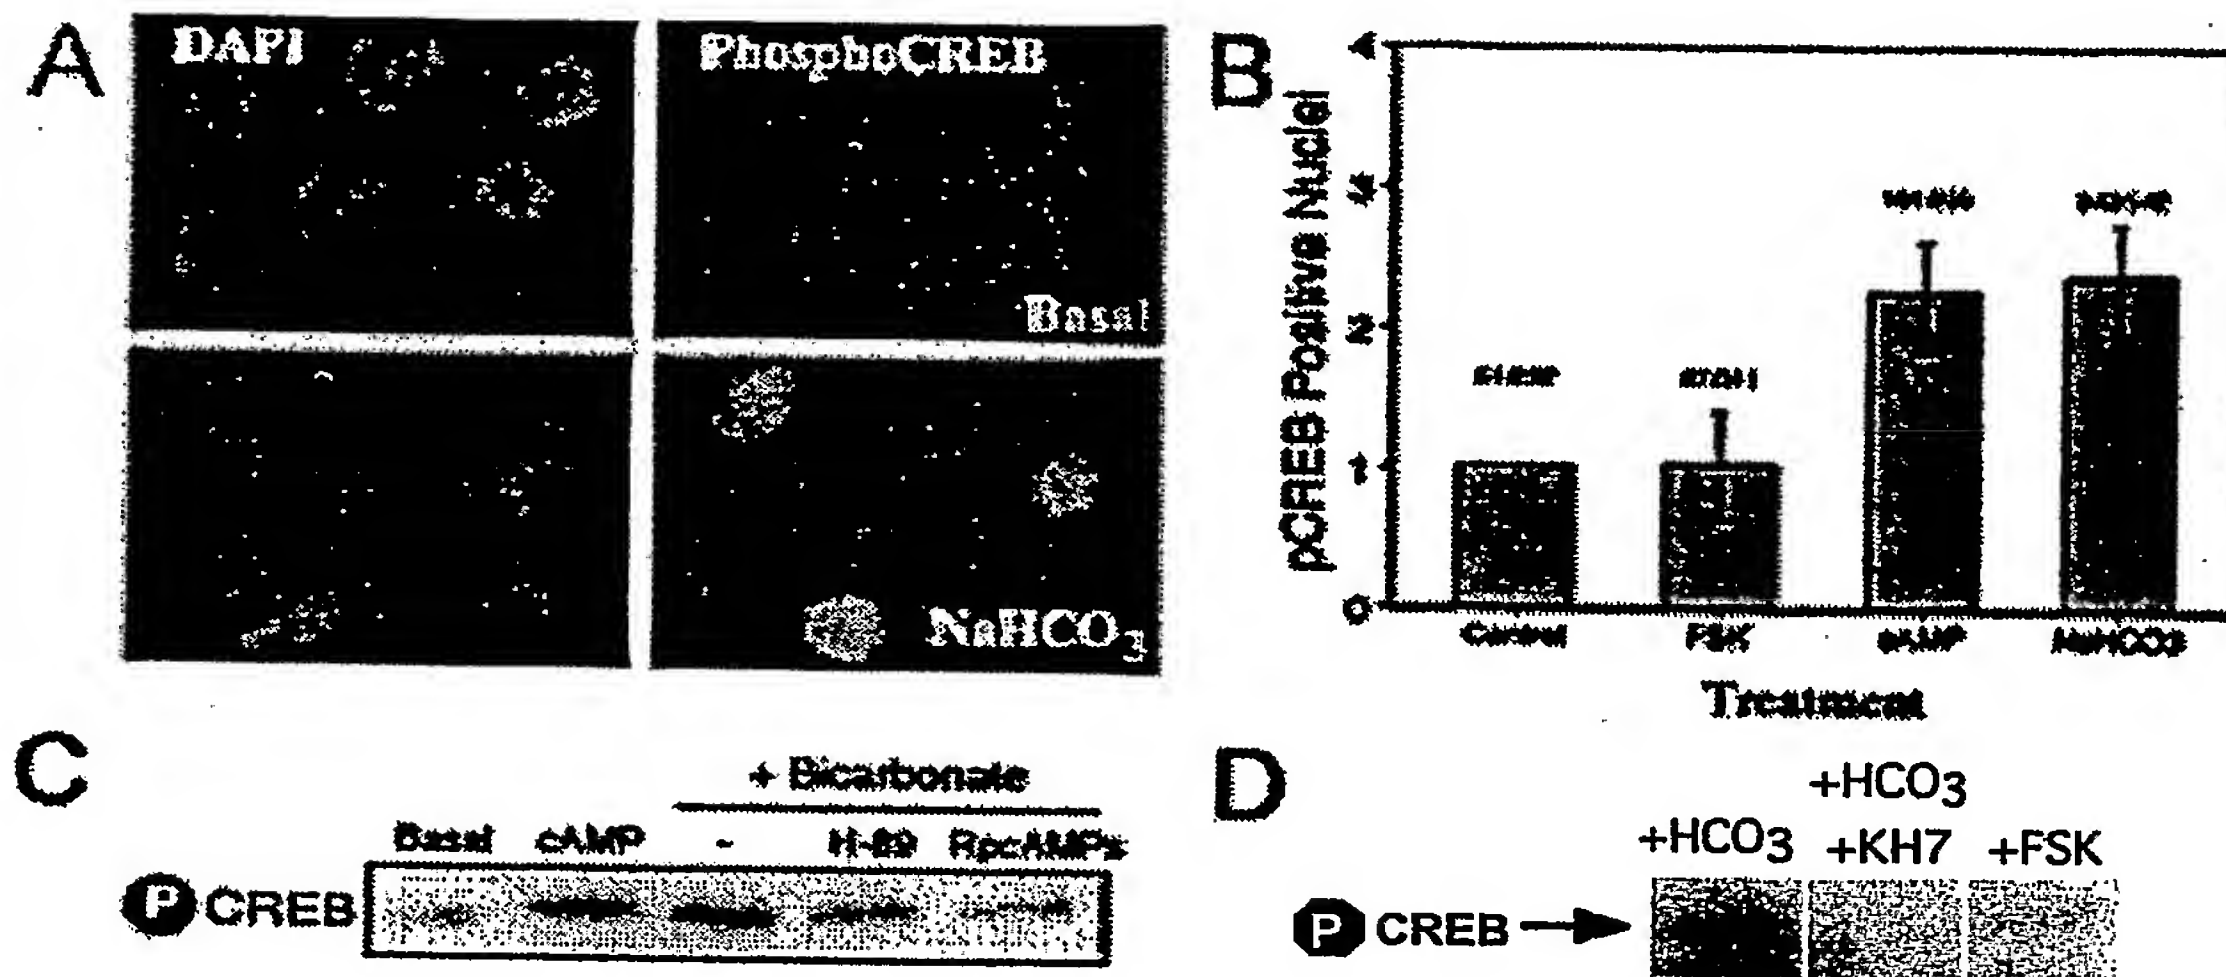 A
DAPI
PhosphoCREB
Basal
NaHCO3
B
pCREB Positive Nuclei
4
3
2
1
0
Control
FSK
cAMP
NaHCO3
Treatment
C
+ Bicarbonate
Basal cAMP - H-89 RpcAMPs
P CREB
D
+HCO3
+HCO3 +KH7 +FSK
P CREB